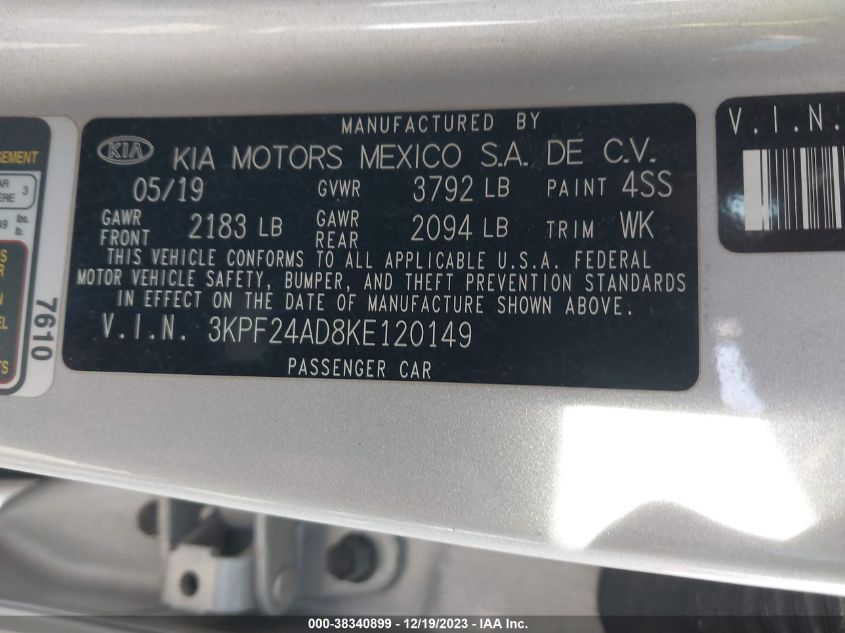 MANUFACTURED BY
KIA KIA MOTORS MEXICO S.A. DE C.V.
05/19 GVWR 3792 LB PAINT 4SS
GAWR FRONT 2183 LB GAWR REAR 2094 LB TRIM WK
THIS VEHICLE CONFORMS TO ALL APPLICABLE U.S.A. FEDERAL
MOTOR VEHICLE SAFETY, BUMPER, AND THEFT PREVENTION STANDARDS
IN EFFECT ON THE DATE OF MANUFACTURE SHOWN ABOVE.
V.I.N. 3KPF24AD8KE120149
PASSENGER CAR
V.I.N.
3
lbs.
lb.
7610
000-38340899 - 12/19/2023 - IAA Inc.